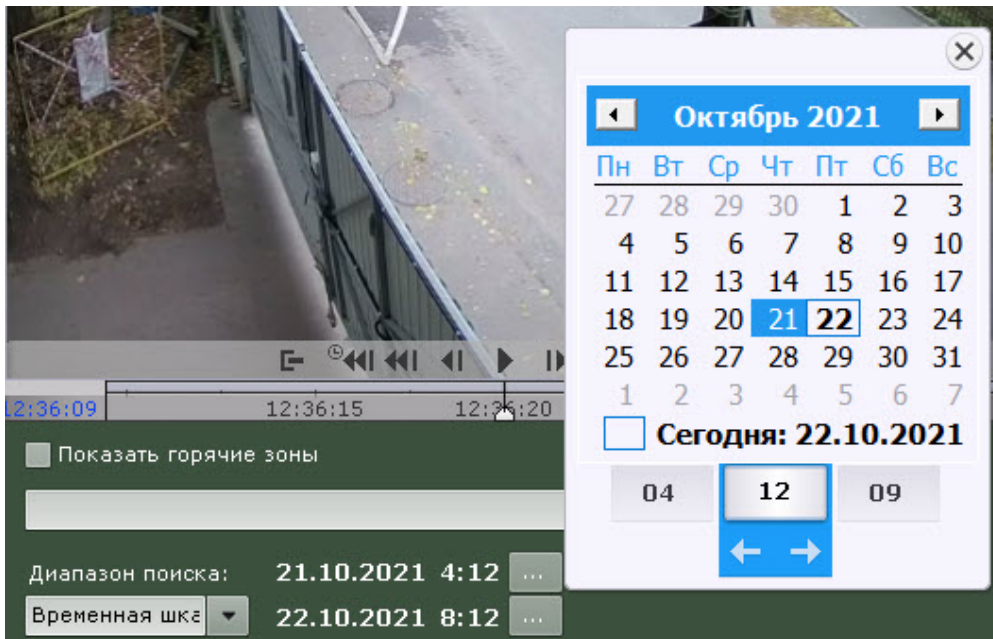 Октябрь 2021
Пн Вт Ср Чт Пт Сб Вс
27 28 29 30 1 2 3
4 5 6 7 8 9 10
11 12 13 14 15 16 17
18 19 20 21 22 23 24
25 26 27 28 29 30 31
1 2 3 4 5 6 7
Сегодня: 22.10.2021
04 12 09
12:36:09 12:36:15 12:36:20
Показать горячие зоны
Диапазон поиска: 21.10.2021 4:12 ...
Временная шка 22.10.2021 8:12 ...